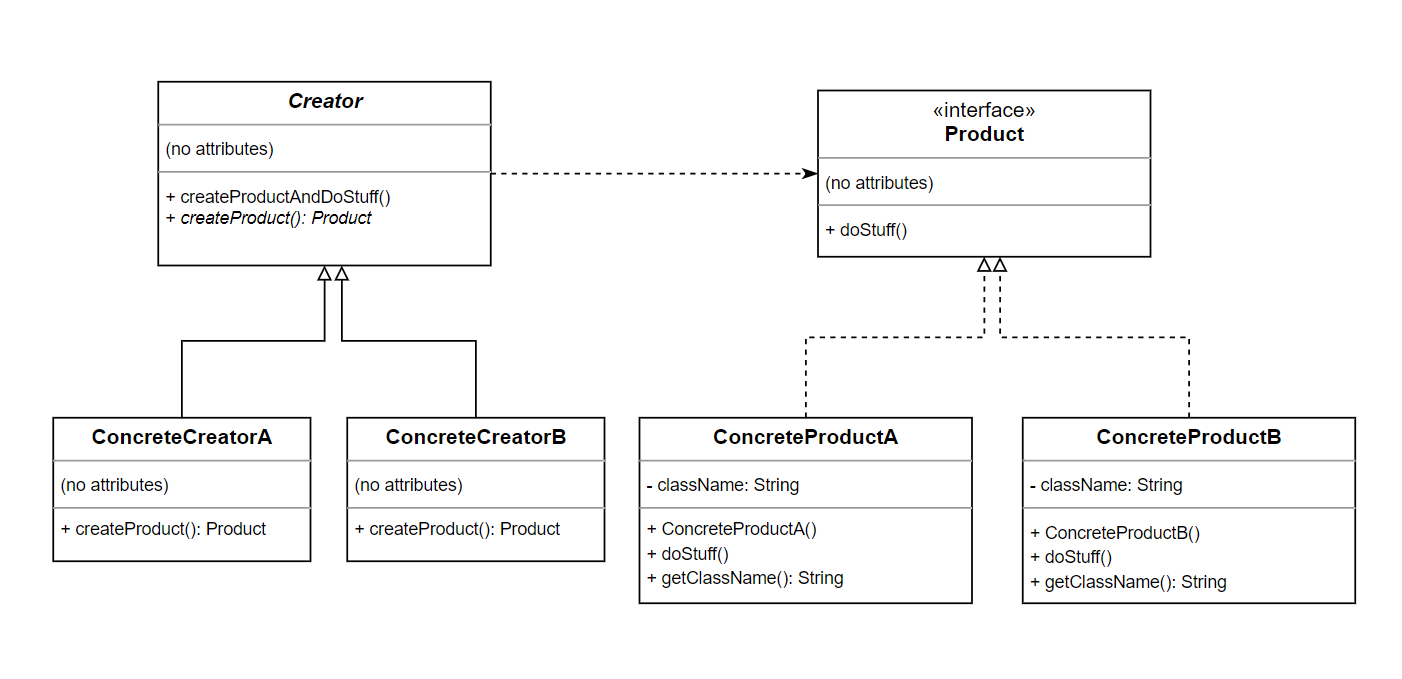 Creator
(no attributes)
+ createProductAndDoStuff()
+ createProduct(): Product
«interface»
Product
(no attributes)
+ doStuff()
ConcreteCreatorA
(no attributes)
+ createProduct(): Product
ConcreteCreatorB
(no attributes)
+ createProduct(): Product
ConcreteProductA
- className: String
+ ConcreteProductA()
+ doStuff()
+ getClassName(): String
ConcreteProductB
- className: String
+ ConcreteProductB()
+ doStuff()
+ getClassName(): String